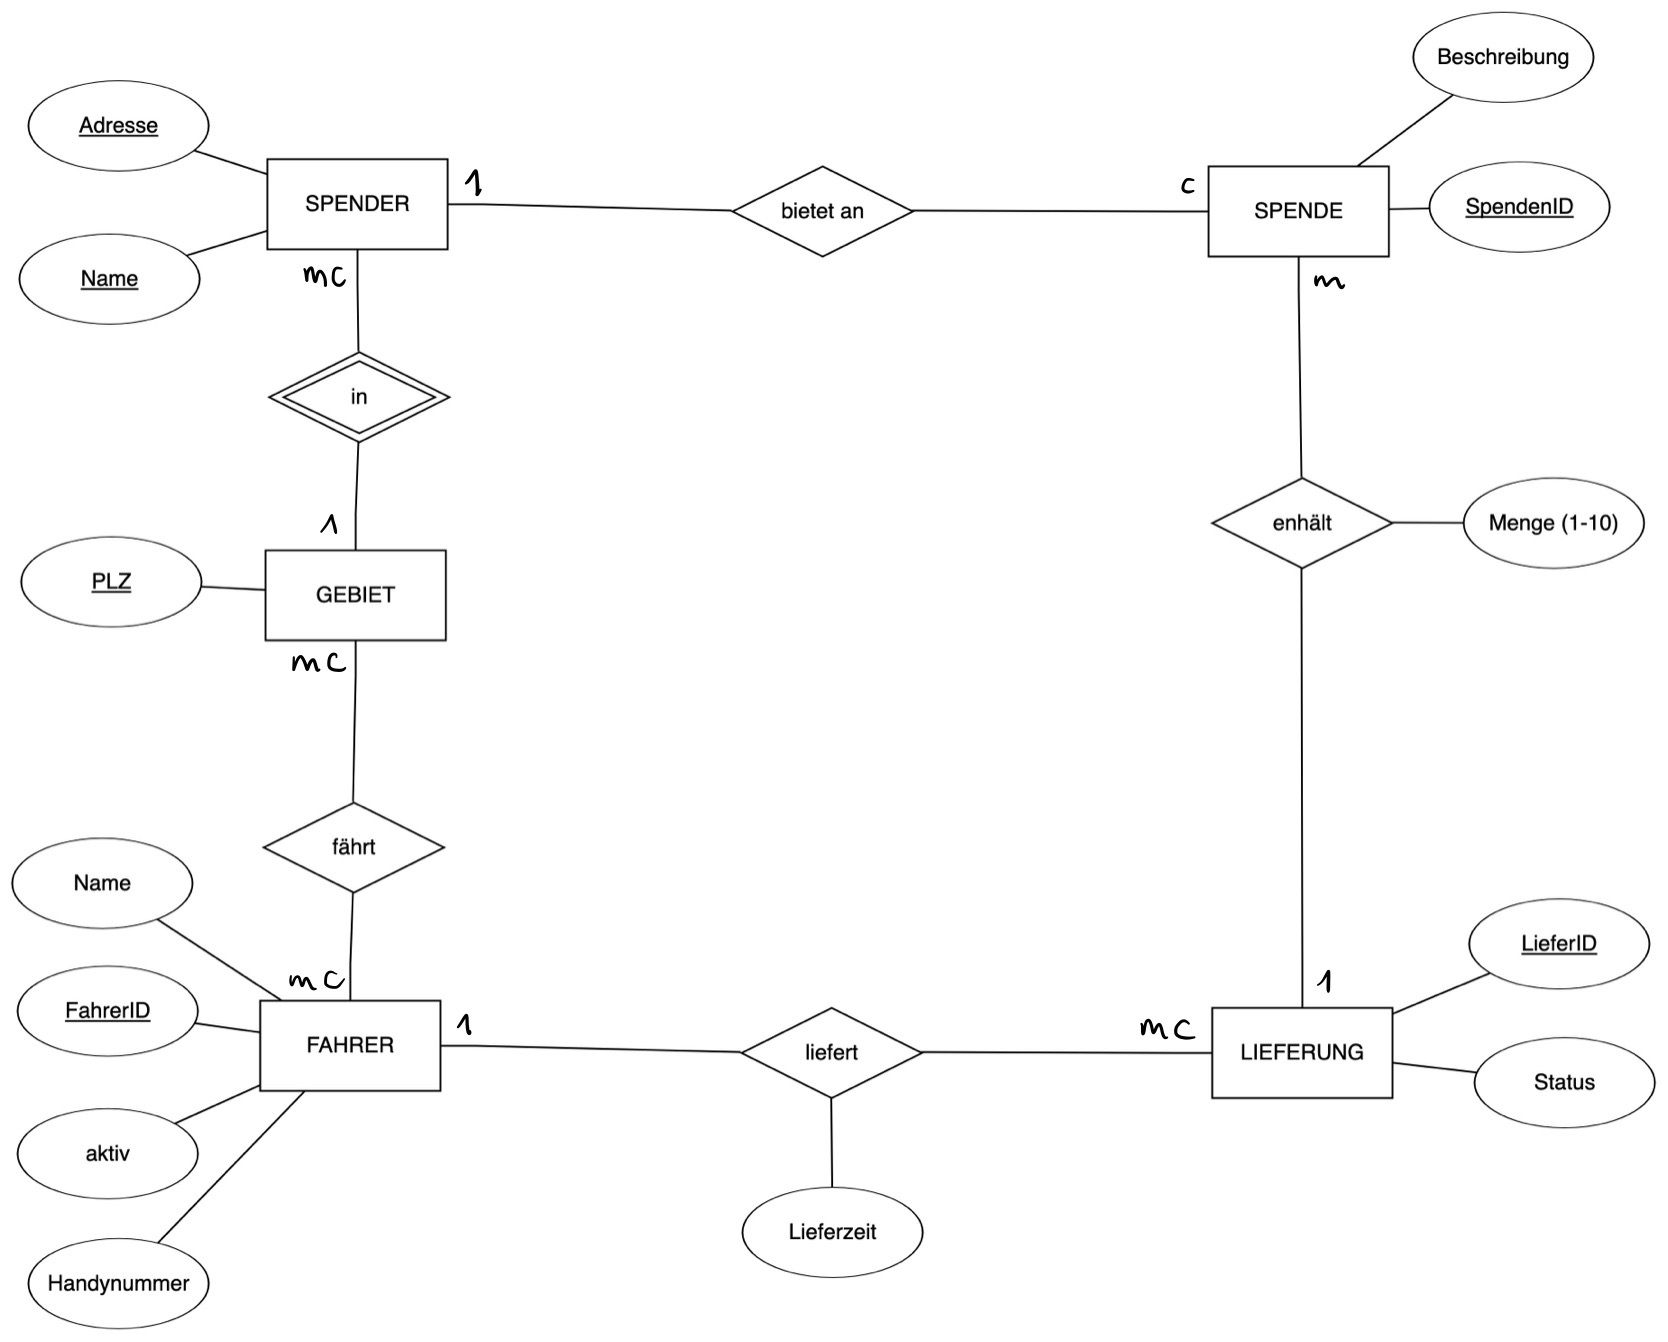 Beschreibung
Adresse
SPENDER
1
bietet an
c
SPENDE
SpendenID
Name
mc
m
in
1
enhält
Menge (1-10)
PLZ
GEBIET
mc
fährt
Name
mc
FahrerID
FAHRER
1
liefert
mc
LIEFERUNG
1
LieferID
Status
aktiv
Lieferzeit
Handynummer